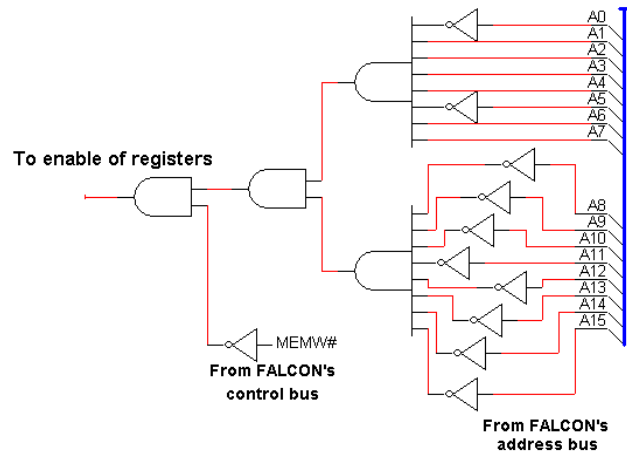 A0
A1
A2
A3
A4
A5
A6
A7
To enable of registers
A8
A9
A10
A11
A12
A13
A14
A15
MEMW#
From FALCON's
control bus
From FALCON's
address bus